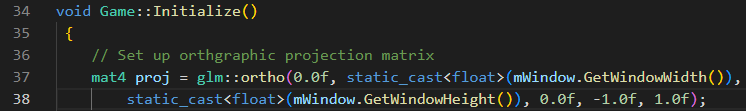 34 void Game::Initialize()
35 {
36 // Set up orthgraphic projection matrix
37 mat4 proj = glm::ortho(0.0f, static_cast<float>(mWindow.GetWindowWidth()),
38 static_cast<float>(mWindow.GetWindowHeight()), 0.0f, -1.0f, 1.0f);